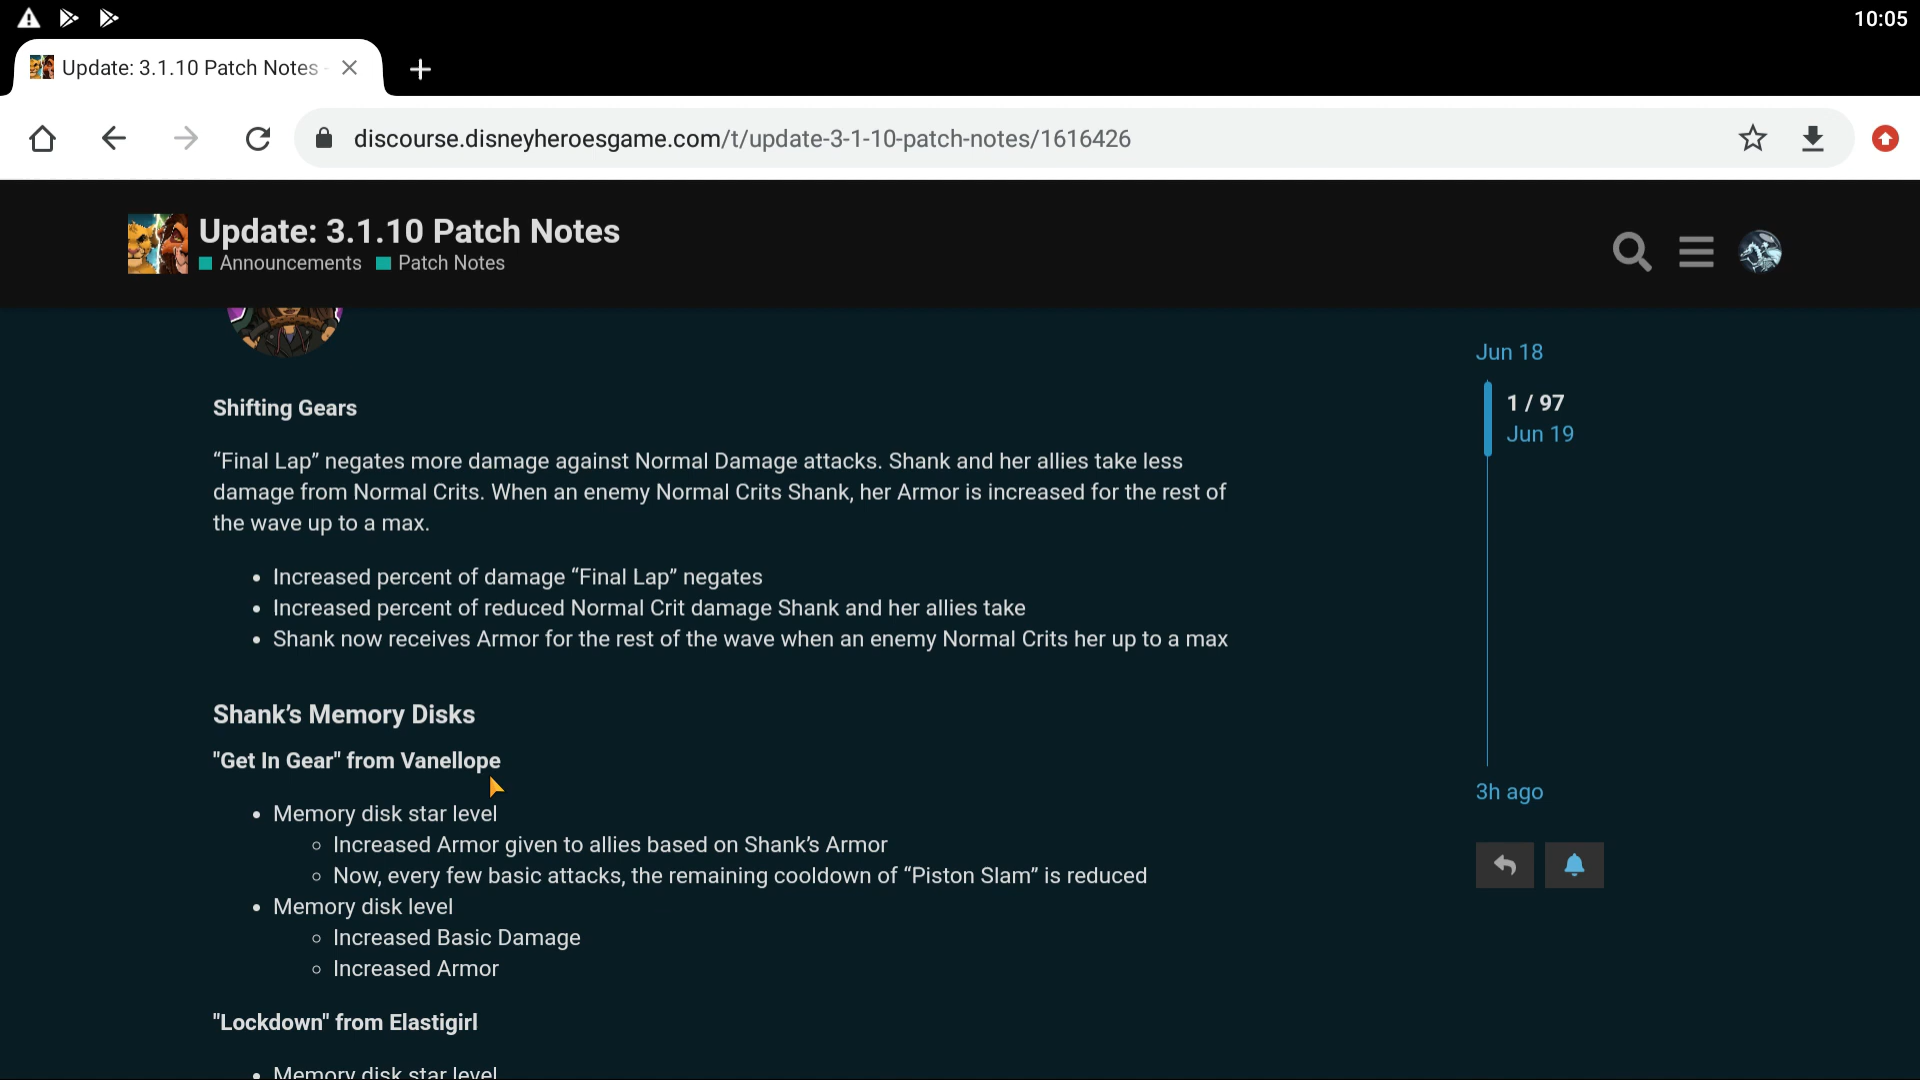 10:05
Update: 3.1.10 Patch Notes -
discourse.disneyheroesgame.com/t/update-3-1-10-patch-notes/1616426
Update: 3.1.10 Patch Notes
Announcements Patch Notes
Jun 18
1 / 97
Jun 19
Shifting Gears
“Final Lap” negates more damage against Normal Damage attacks. Shank and her allies take less
damage from Normal Crits. When an enemy Normal Crits Shank, her Armor is increased for the rest of
the wave up to a max.
• Increased percent of damage “Final Lap” negates
• Increased percent of reduced Normal Crit damage Shank and her allies take
• Shank now receives Armor for the rest of the wave when an enemy Normal Crits her up to a max
Shank’s Memory Disks
"Get In Gear" from Vanellope
3h ago
• Memory disk star level
○ Increased Armor given to allies based on Shank’s Armor
○ Now, every few basic attacks, the remaining cooldown of “Piston Slam” is reduced
• Memory disk level
○ Increased Basic Damage
○ Increased Armor
"Lockdown" from Elastigirl
• Memory disk star level